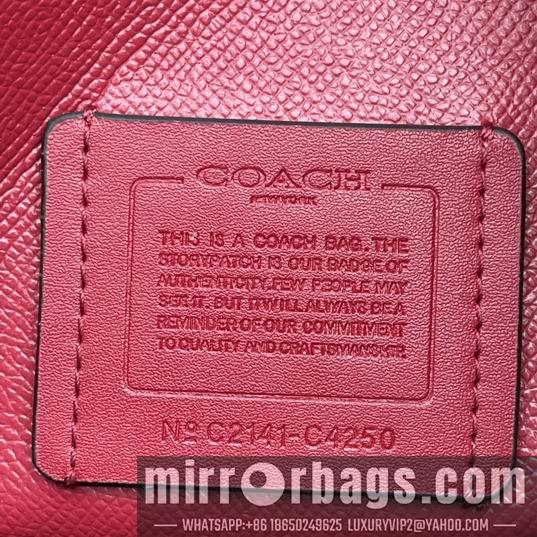 COACH
NEW YORK
THIS IS A COACH BAG. THE
STORYPATCH IS OUR BADGE OF
AUTHENTICITY. FEW PEOPLE MAY
SEE IT. BUT IT WILL ALWAYS BE A
REMINDER OF OUR COMMITMENT
TO QUALITY AND CRAFTSMANSHIP.
Nº C2141-C4250
mirrorbags.com
WHATSAPP:+86 18650249625 LUXURYVIP2@YAHOO.COM